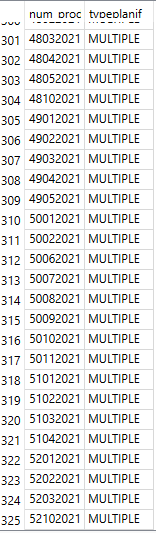 num_proc tvpeplanif
301 48032021 MULTIPLE
302 48042021 MULTIPLE
303 48052021 MULTIPLE
304 48102021 MULTIPLE
305 49012021 MULTIPLE
306 49022021 MULTIPLE
307 49032021 MULTIPLE
308 49042021 MULTIPLE
309 49052021 MULTIPLE
310 50012021 MULTIPLE
311 50022021 MULTIPLE
312 50062021 MULTIPLE
313 50072021 MULTIPLE
314 50082021 MULTIPLE
315 50092021 MULTIPLE
316 50102021 MULTIPLE
317 50112021 MULTIPLE
318 51012021 MULTIPLE
319 51022021 MULTIPLE
320 51032021 MULTIPLE
321 51042021 MULTIPLE
322 52012021 MULTIPLE
323 52022021 MULTIPLE
324 52032021 MULTIPLE
325 52102021 MULTIPLE